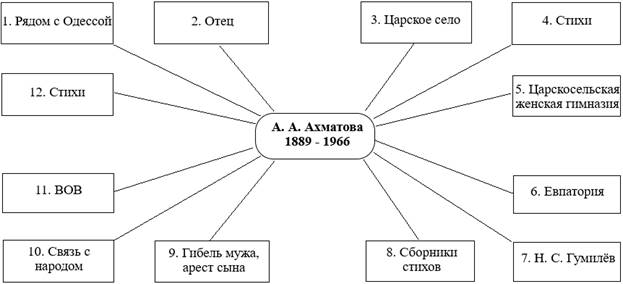 1. Рядом с Одессой
2. Отец
3. Царское село
4. Стихи
12. Стихи
5. Царскосельская
женская гимназия
А. А. Ахматова
1889 - 1966
11. ВОВ
6. Евпатория
10. Связь с
народом
9. Гибель мужа,
арест сына
8. Сборники
стихов
7. Н. С. Гумилёв